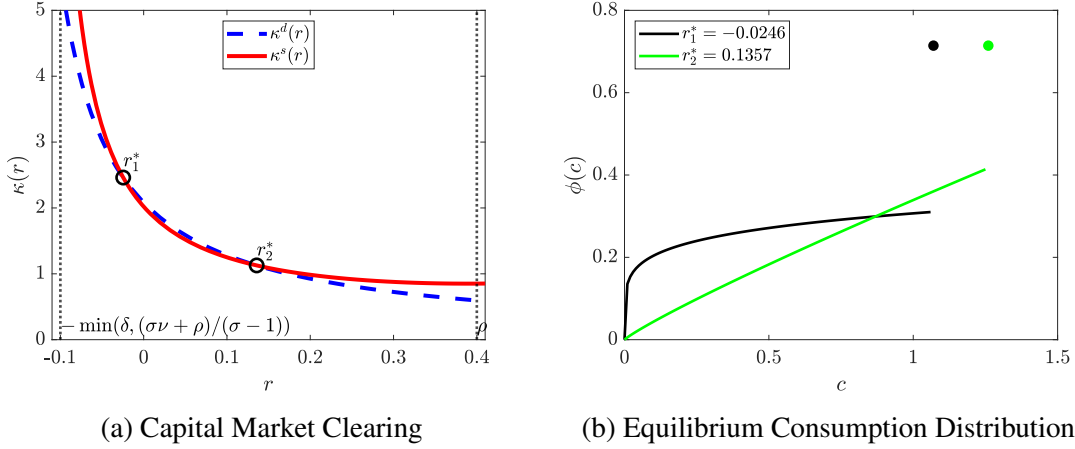 5
4
3
2
1
0
κ(r)
κ^d(r)
κ^s(r)
r_1^*
r_2^*
− min(δ, (σν + ρ)/(σ − 1))
ρ
-0.1
0
0.1
0.2
0.3
0.4
r
(a) Capital Market Clearing
0.8
0.6
0.4
0.2
0
ϕ(c)
r_1^* = −0.0246
r_2^* = 0.1357
0
0.5
1
1.5
c
(b) Equilibrium Consumption Distribution